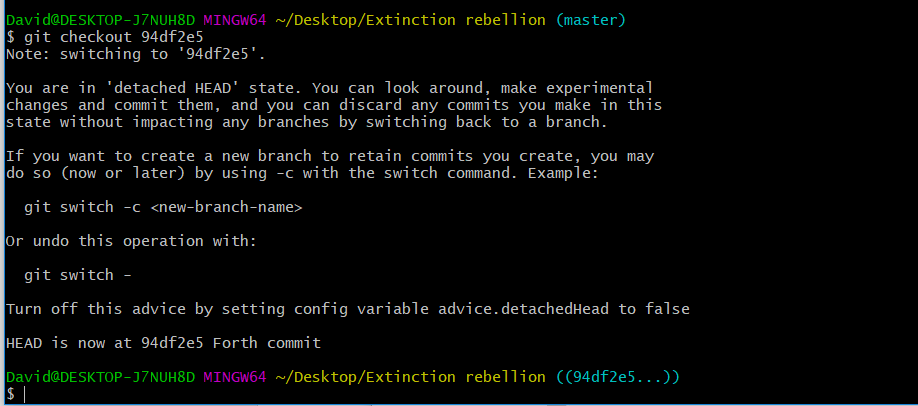 David@DESKTOP-J7NUH8D MINGW64 ~/Desktop/Extinction rebellion (master)
$ git checkout 94df2e5
Note: switching to '94df2e5'.
You are in 'detached HEAD' state. You can look around, make experimental
changes and commit them, and you can discard any commits you make in this
state without impacting any branches by switching back to a branch.
If you want to create a new branch to retain commits you create, you may
do so (now or later) by using -c with the switch command. Example:
git switch -c <new-branch-name>
Or undo this operation with:
git switch -
Turn off this advice by setting config variable advice.detachedHead to false
HEAD is now at 94df2e5 Forth commit
David@DESKTOP-J7NUH8D MINGW64 ~/Desktop/Extinction rebellion ((94df2e5...))
$